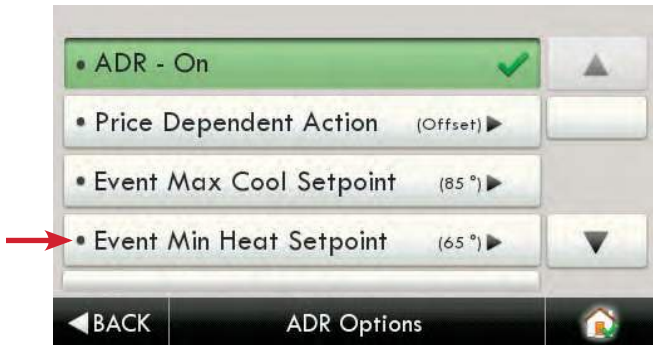 • ADR - On
• Price Dependent Action (Offset)
• Event Max Cool Setpoint (85 °)
• Event Min Heat Setpoint (65 °)
BACK ADR Options